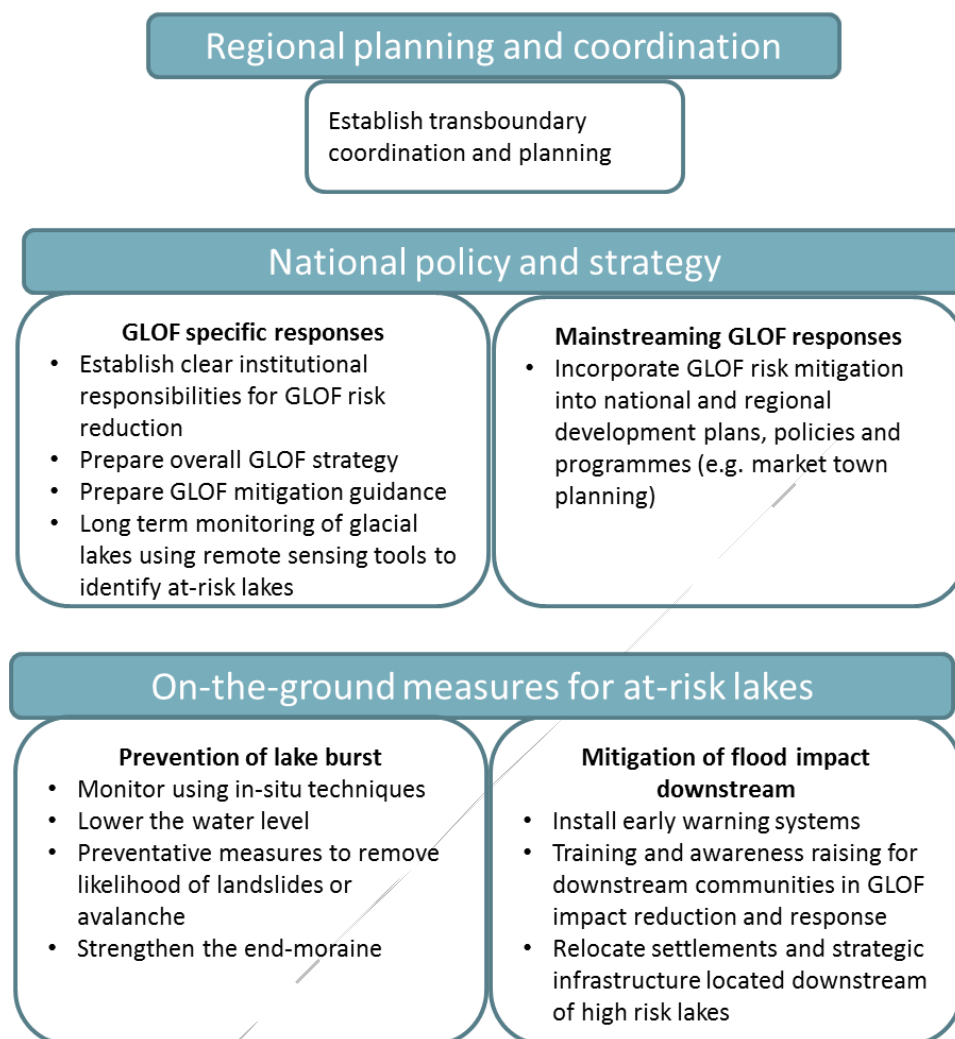 Regional planning and coordination
Establish transboundary
coordination and planning
National policy and strategy
GLOF specific responses
• Establish clear institutional
responsibilities for GLOF risk
reduction
• Prepare overall GLOF strategy
• Prepare GLOF mitigation guidance
• Long term monitoring of glacial
lakes using remote sensing tools to
identify at-risk lakes
Mainstreaming GLOF responses
• Incorporate GLOF risk mitigation
into national and regional
development plans, policies and
programmes (e.g. market town
planning)
On-the-ground measures for at-risk lakes
Prevention of lake burst
• Monitor using in-situ techniques
• Lower the water level
• Preventative measures to remove
likelihood of landslides or
avalanche
• Strengthen the end-moraine
Mitigation of flood impact
downstream
• Install early warning systems
• Training and awareness raising for
downstream communities in GLOF
impact reduction and response
• Relocate settlements and strategic
infrastructure located downstream
of high risk lakes